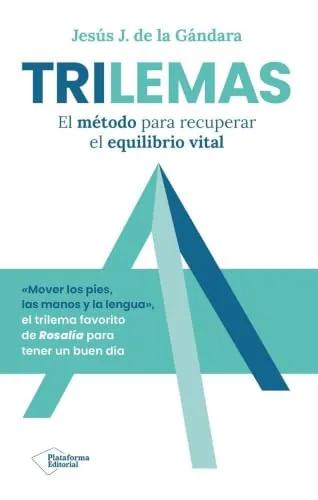 Jesús J. de la Gándara
TRILEMAS
El método para recuperar
el equilibrio vital
«Mover los pies,
las manos y la lengua»,
el trilema favorito
de Rosalía para
tener un buen día
Plataforma
Editorial